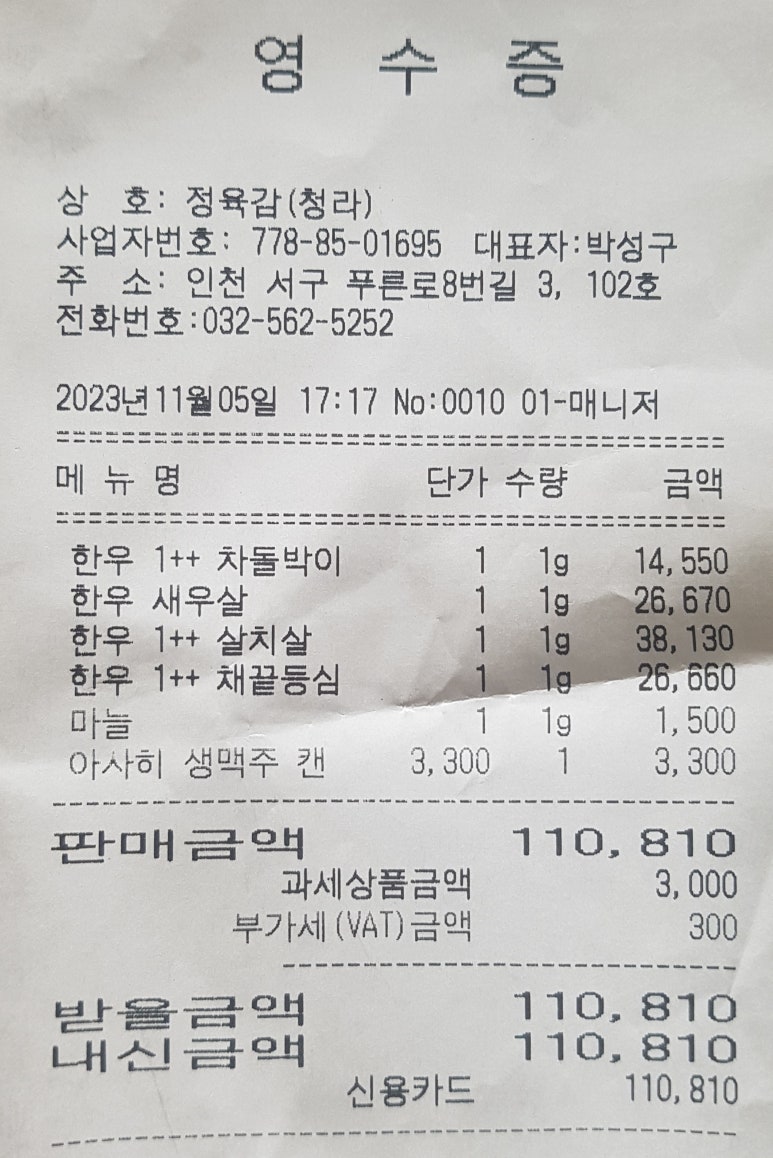 영 수 증
상 호: 정육감(청라)
사업자번호: 778-85-01695 대표자:박성구
주 소: 인천 서구 푸른로8번길 3, 102호
전화번호:032-562-5252
2023년11월05일 17:17 No:0010 01-매니저
메 뉴 명 단가 수량 금액
한우 1++ 차돌박이 1 1g 14,550
한우 새우살 1 1g 26,670
한우 1++ 살치살 1 1g 38,130
한우 1++ 채끝등심 1 1g 26,660
마늘 1 1g 1,500
아사히 생맥주 캔 3,300 1 3,300
판매금액 110,810
과세상품금액 3,000
부가세(VAT)금액 300
받을금액 110,810
내신금액 110,810
신용카드 110,810